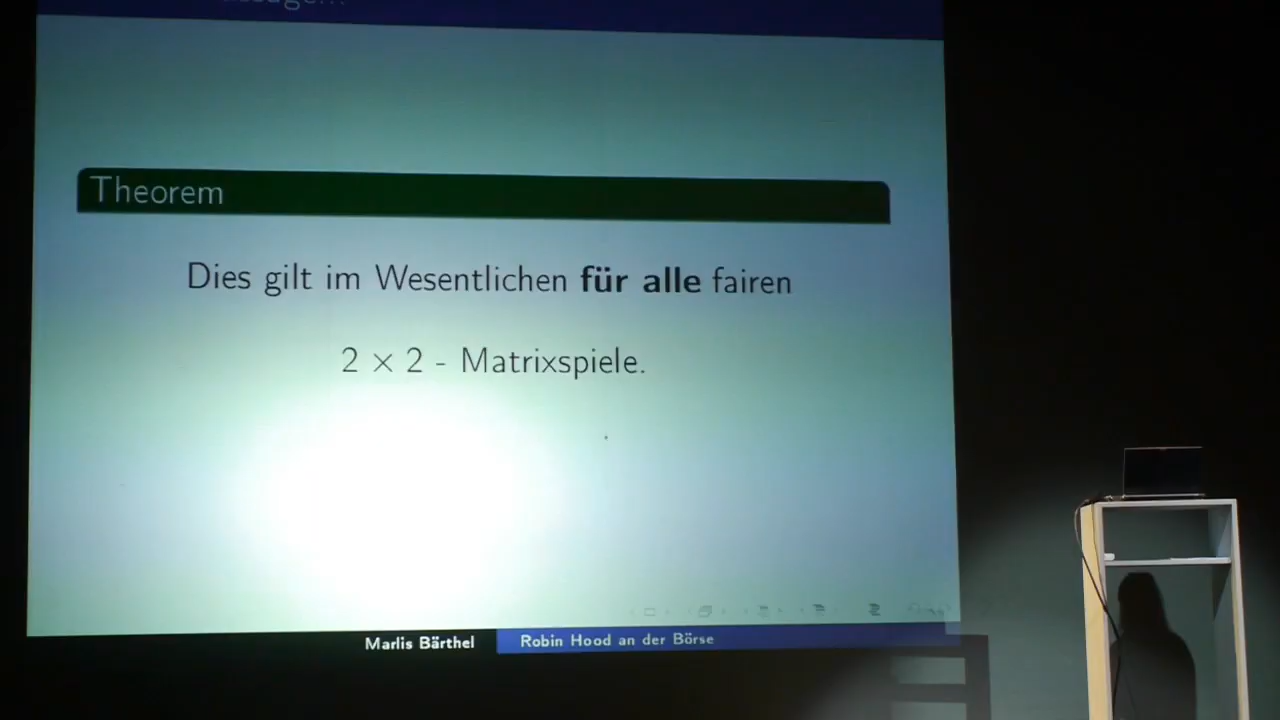 Theorem
Dies gilt im Wesentlichen für alle fairen
2 × 2 - Matrixspiele.
Marlis Bärthel
Robin Hood an der Börse